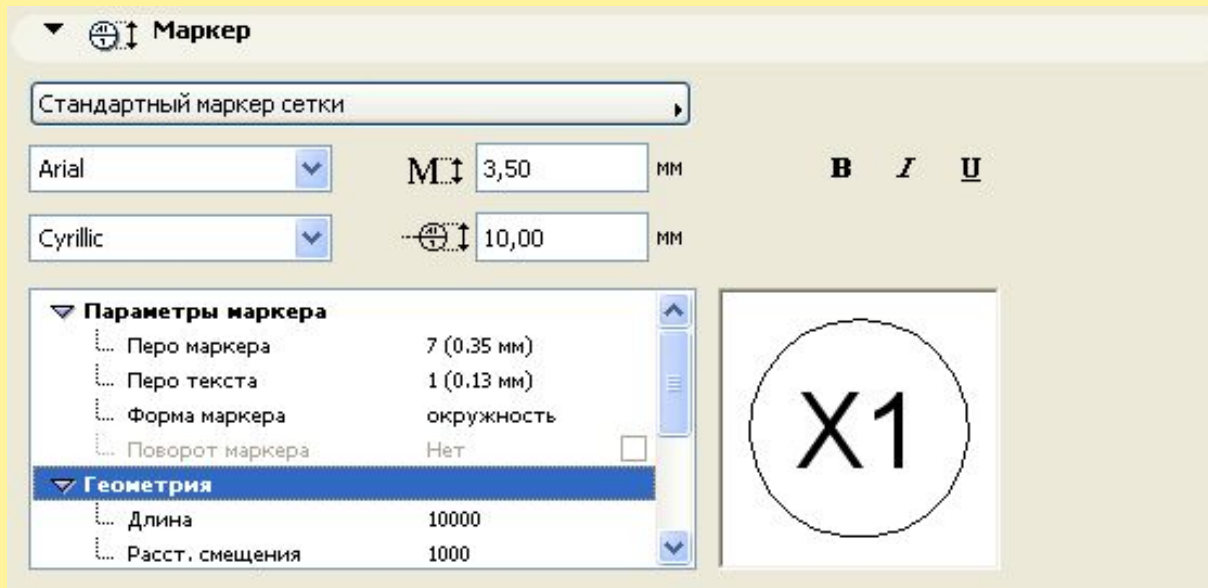 Маркер
Стандартный маркер сетки
Arial M 3,50 мм B I U
Cyrillic 10,00 мм
Параметры маркера
Перо маркера 7 (0.35 мм)
Перо текста 1 (0.13 мм)
Форма маркера окружность
Поворот маркера Нет
Геометрия
Длина 10000
Расст. смещения 1000
X1